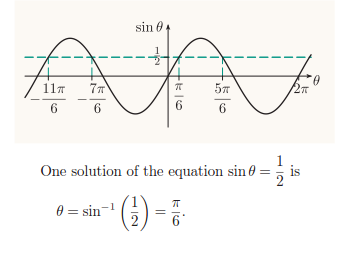 sin θ
1/2
−11π/6 −7π/6 π/6 5π/6 2π θ
One solution of the equation sin θ = 1/2 is
θ = sin⁻¹ (1/2) = π/6.